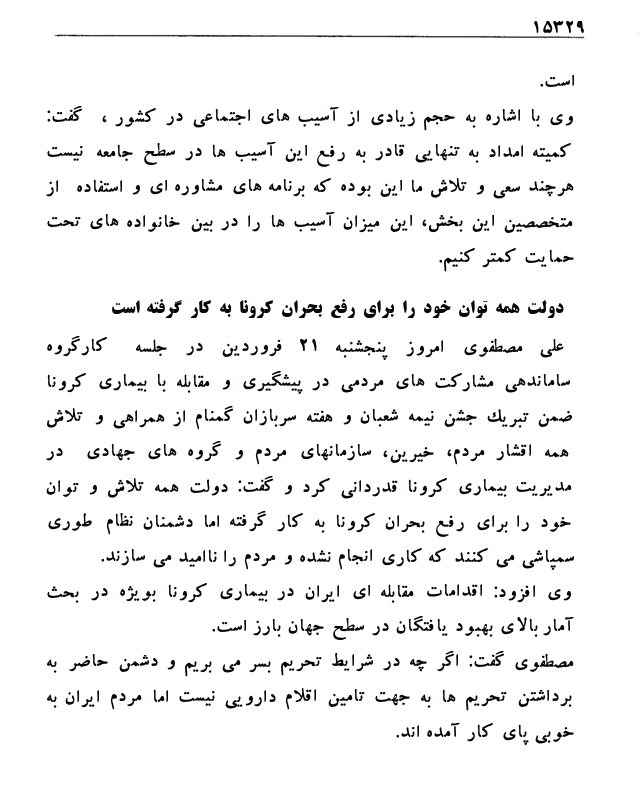 ۱۵۳۲۹
است.
وی با اشاره به حجم زیادی از آسیب های اجتماعی در کشور ، گفت:
کمیته امداد به تنهایی قادر به رفع این آسیب ها در سطح جامعه نیست
هرچند سعی و تلاش ما این بوده که برنامه های مشاوره ای و استفاده از
متخصصین این بخش، این میزان آسیب ها را در بین خانواده های تحت
حمایت کمتر کنیم.
دولت همه توان خود را برای رفع بحران کرونا به کار گرفته است
علی مصطفوی امروز پنجشنبه ۲۱ فروردین در جلسه کارگروه
ساماندهی مشارکت های مردمی در پیشگیری و مقابله با بیماری کرونا
ضمن تبریك جشن نیمه شعبان و هفته سربازان گمنام از همراهی و تلاش
همه اقشار مردم، خیرین، سازمانهای مردم و گروه های جهادی در
مدیریت بیماری کرونا قدردانی کرد و گفت: دولت همه تلاش و توان
خود را برای رفع بحران کرونا به کار گرفته اما دشمنان نظام طوری
سمپاشی می کنند که کاری انجام نشده و مردم را ناامید می سازند.
وی افزود: اقدامات مقابله ای ایران در بیماری کرونا بویژه در بحث
آمار بالای بهبود یافتگان در سطح جهان بارز است.
مصطفوی گفت: اگر چه در شرایط تحریم بسر می بریم و دشمن حاضر به
برداشتن تحریم ها به جهت تامین اقلام دارویی نیست اما مردم ایران به
خوبی پای کار آمده اند.